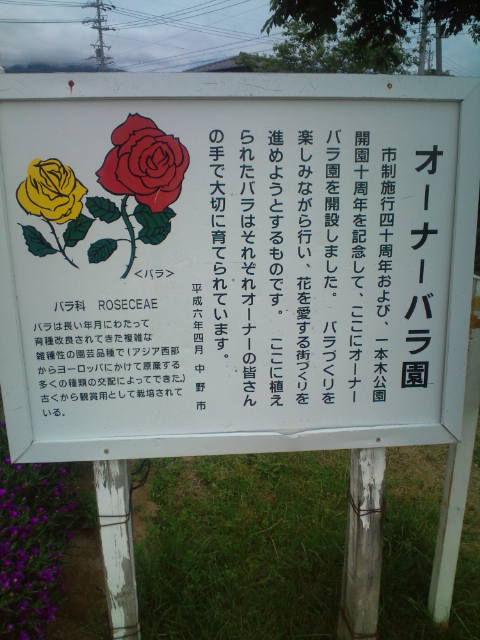 オーナーバラ園
市制施行四十周年および、一本木公園
開園十周年を記念して、ここにオーナー
バラ園を開設しました。 バラづくりを
楽しみながら行い、花を愛する街づくりを
進めようとするものです。 ここに植え
られたバラはそれぞれオーナーの皆さん
の手で大切に育てられています。
平成六年四月 中野市
<バラ>
バラ科 ROSECEAE
バラは長い年月にわたって
育種改良されてきた複雑な
雑種性の園芸品種で(アジア西部
からヨーロッパにかけて原産する
多くの種類の交配によってできた。)
古くから観賞用として栽培されて
いる。